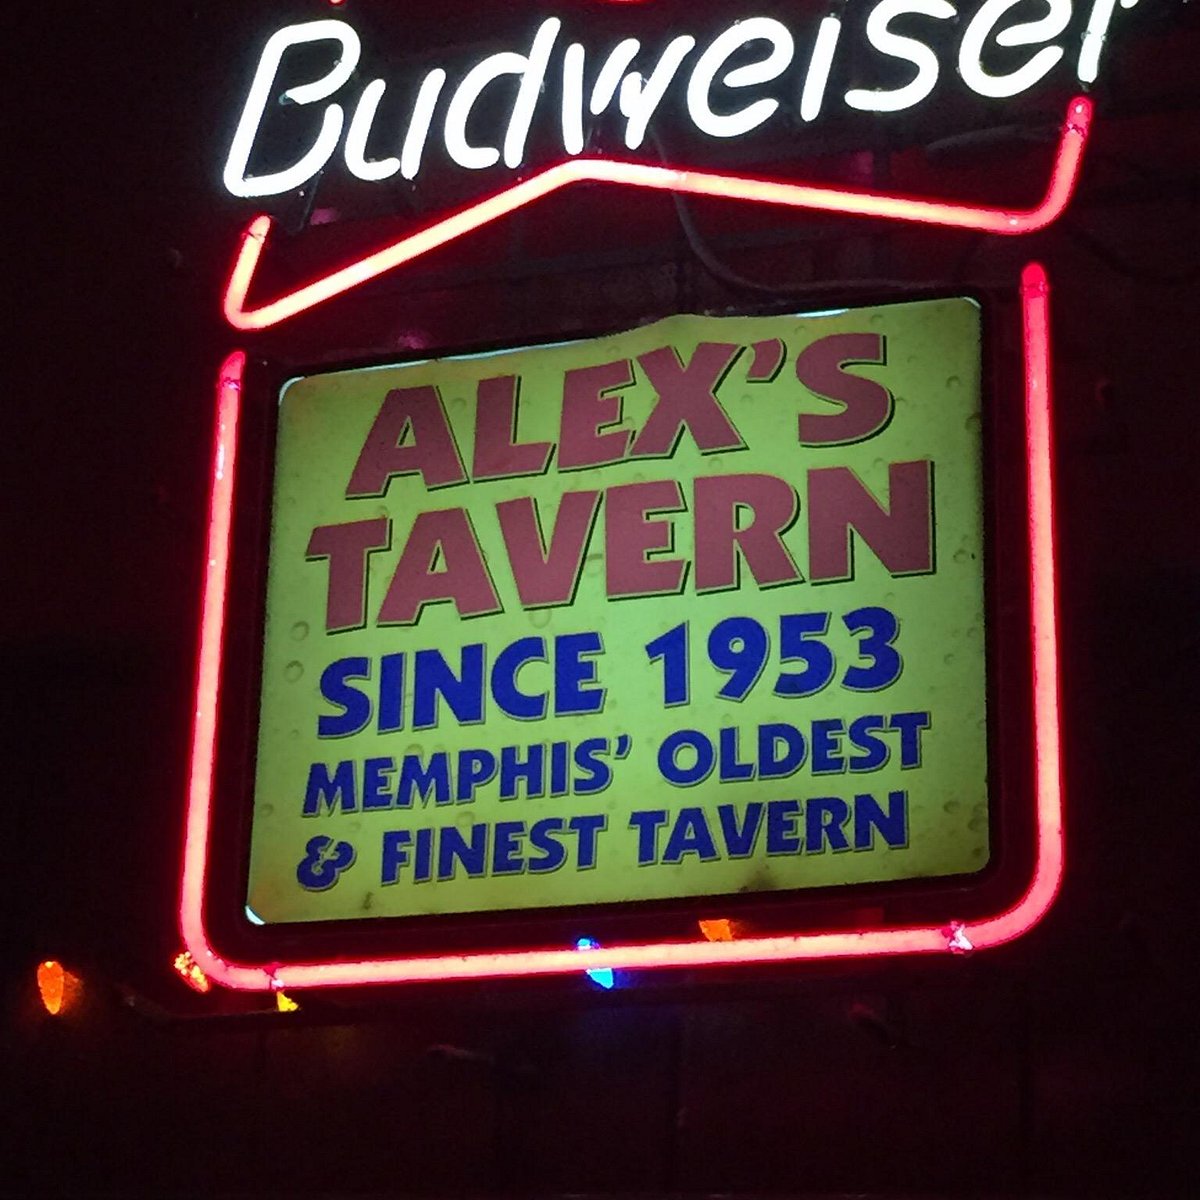 Budweiser
ALEX'S
TAVERN
SINCE 1953
MEMPHIS' OLDEST
& FINEST TAVERN